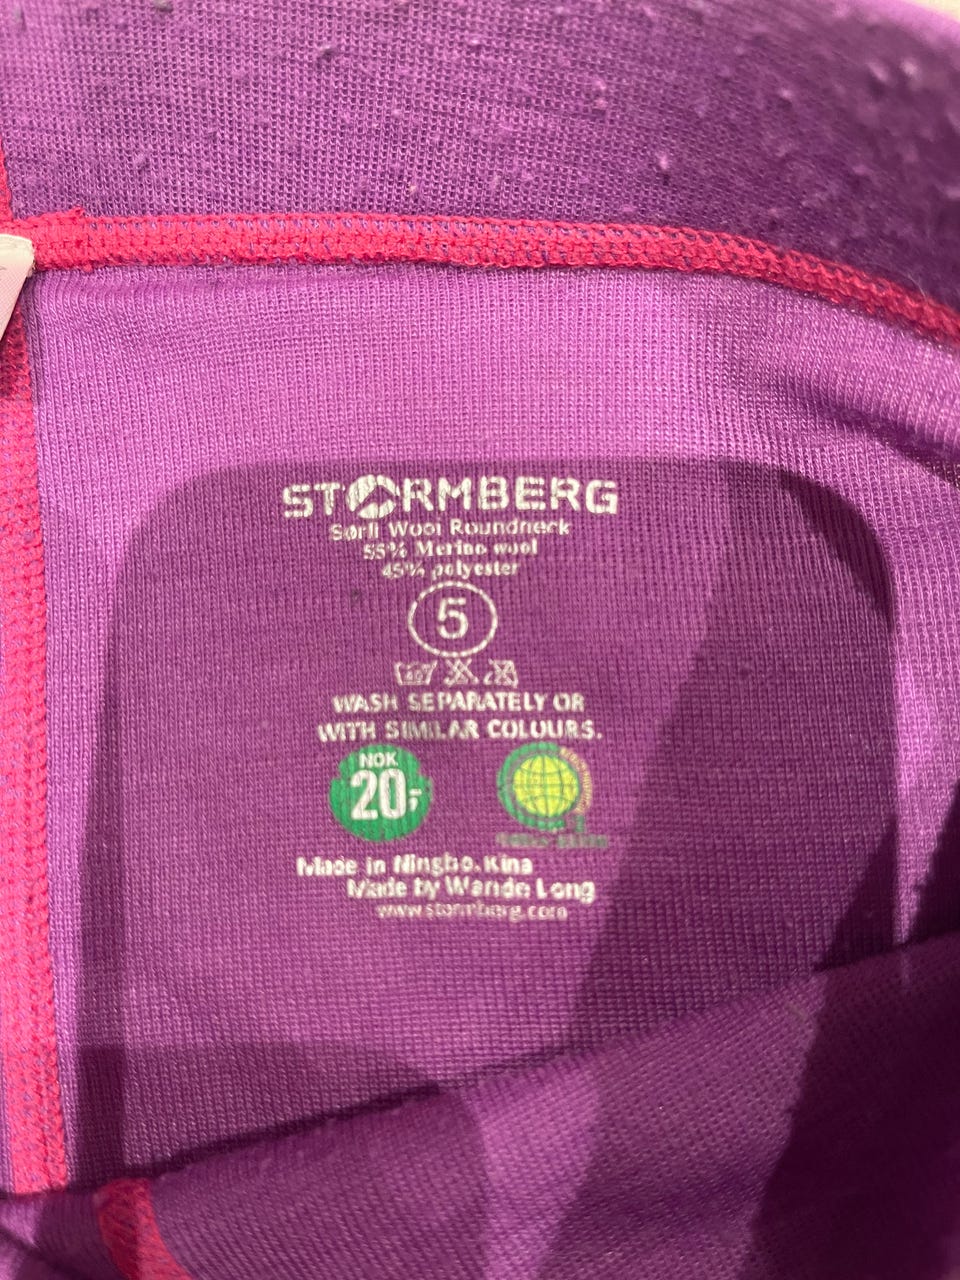 STORMBERG
Sørli Wool Roundneck
55% Merino wool
45% polyester
5
40
WASH SEPARATELY OR
WITH SIMILAR COLOURS.
NOK
20,-
Made in Ningbo, Kina
Made by Wande Long
www.stormberg.com